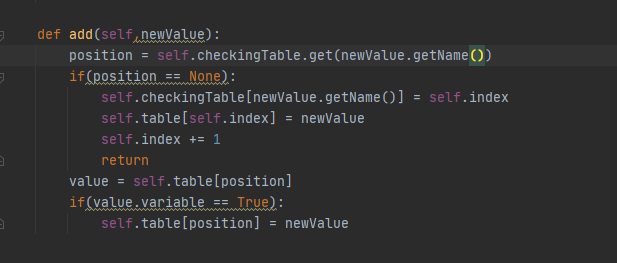 def add(self,newValue):
position = self.checkingTable.get(newValue.getName())
if(position == None):
self.checkingTable[newValue.getName()] = self.index
self.table[self.index] = newValue
self.index += 1
return
value = self.table[position]
if(value.variable == True):
self.table[position] = newValue